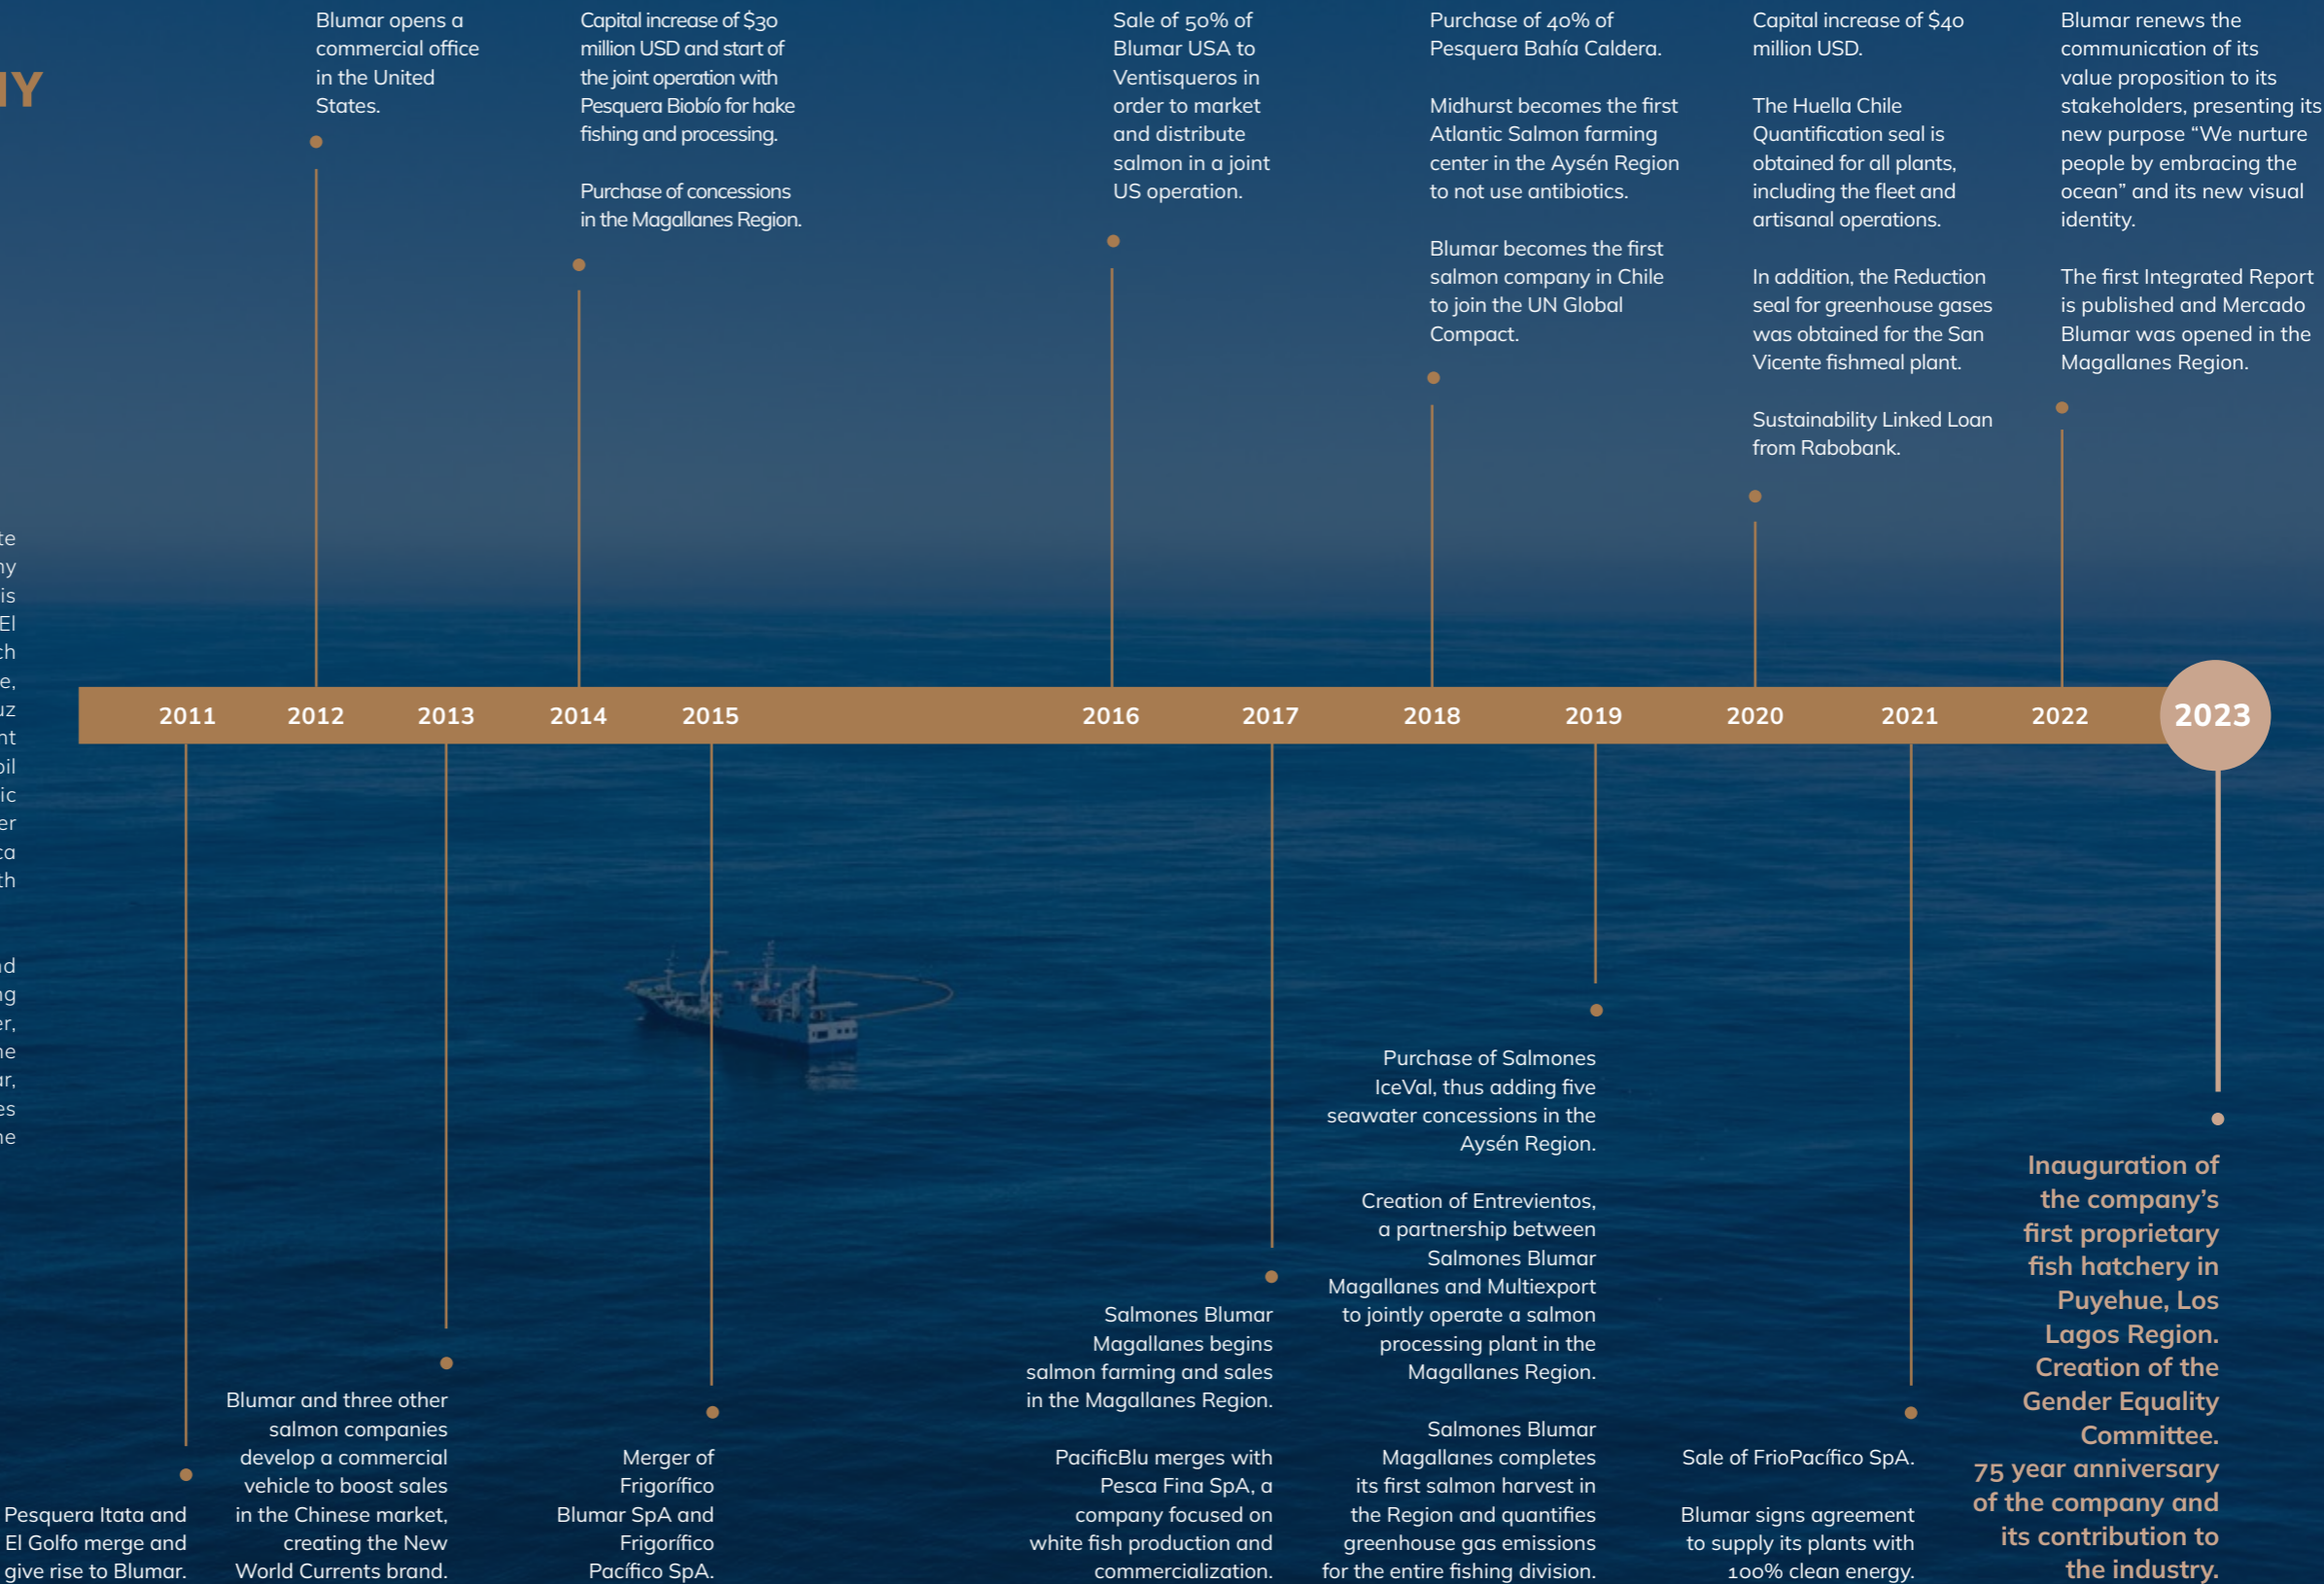 Blumar opens a
commercial office
in the United
States.
Capital increase of $30
million USD and start of
the joint operation with
Pesquera Biobío for hake
fishing and processing.
Purchase of concessions
in the Magallanes Region.
Sale of 50% of
Blumar USA to
Ventisqueros in
order to market
and distribute
salmon in a joint
US operation.
Purchase of 40% of
Pesquera Bahía Caldera.
Midhurst becomes the first
Atlantic Salmon farming
center in the Aysén Region
to not use antibiotics.
Blumar becomes the first
salmon company in Chile
to join the UN Global
Compact.
Capital increase of $40
million USD.
The Huella Chile
Quantification seal is
obtained for all plants,
including the fleet and
artisanal operations.
In addition, the Reduction
seal for greenhouse gases
was obtained for the San
Vicente fishmeal plant.
Sustainability Linked Loan
from Rabobank.
Blumar renews the
communication of its
value proposition to its
stakeholders, presenting its
new purpose “We nurture
people by embracing the
ocean” and its new visual
identity.
The first Integrated Report
is published and Mercado
Blumar was opened in the
Magallanes Region.
2011 2012 2013 2014 2015 2016 2017 2018 2019 2020 2021 2022 2023
Pesquera Itata and
El Golfo merge and
give rise to Blumar.
Blumar and three other
salmon companies
develop a commercial
vehicle to boost sales
in the Chinese market,
creating the New
World Currents brand.
Merger of
Frigorífico
Blumar SpA and
Frigorífico
Pacífico SpA.
Salmones Blumar
Magallanes begins
salmon farming and sales
in the Magallanes Region.
PacificBlu merges with
Pesca Fina SpA, a
company focused on
white fish production and
commercialization.
Purchase of Salmones
IceVal, thus adding five
seawater concessions in the
Aysén Region.
Creation of Entrevientos,
a partnership between
Salmones Blumar
Magallanes and Multiexport
to jointly operate a salmon
processing plant in the
Magallanes Region.
Salmones Blumar
Magallanes completes
its first salmon harvest in
the Region and quantifies
greenhouse gas emissions
for the entire fishing division.
Sale of FrioPacífico SpA.
Blumar signs agreement
to supply its plants with
100% clean energy.
Inauguration of
the company’s
first proprietary
fish hatchery in
Puyehue, Los
Lagos Region.
Creation of the
Gender Equality
Committee.
75 year anniversary
of the company and
its contribution to
the industry.